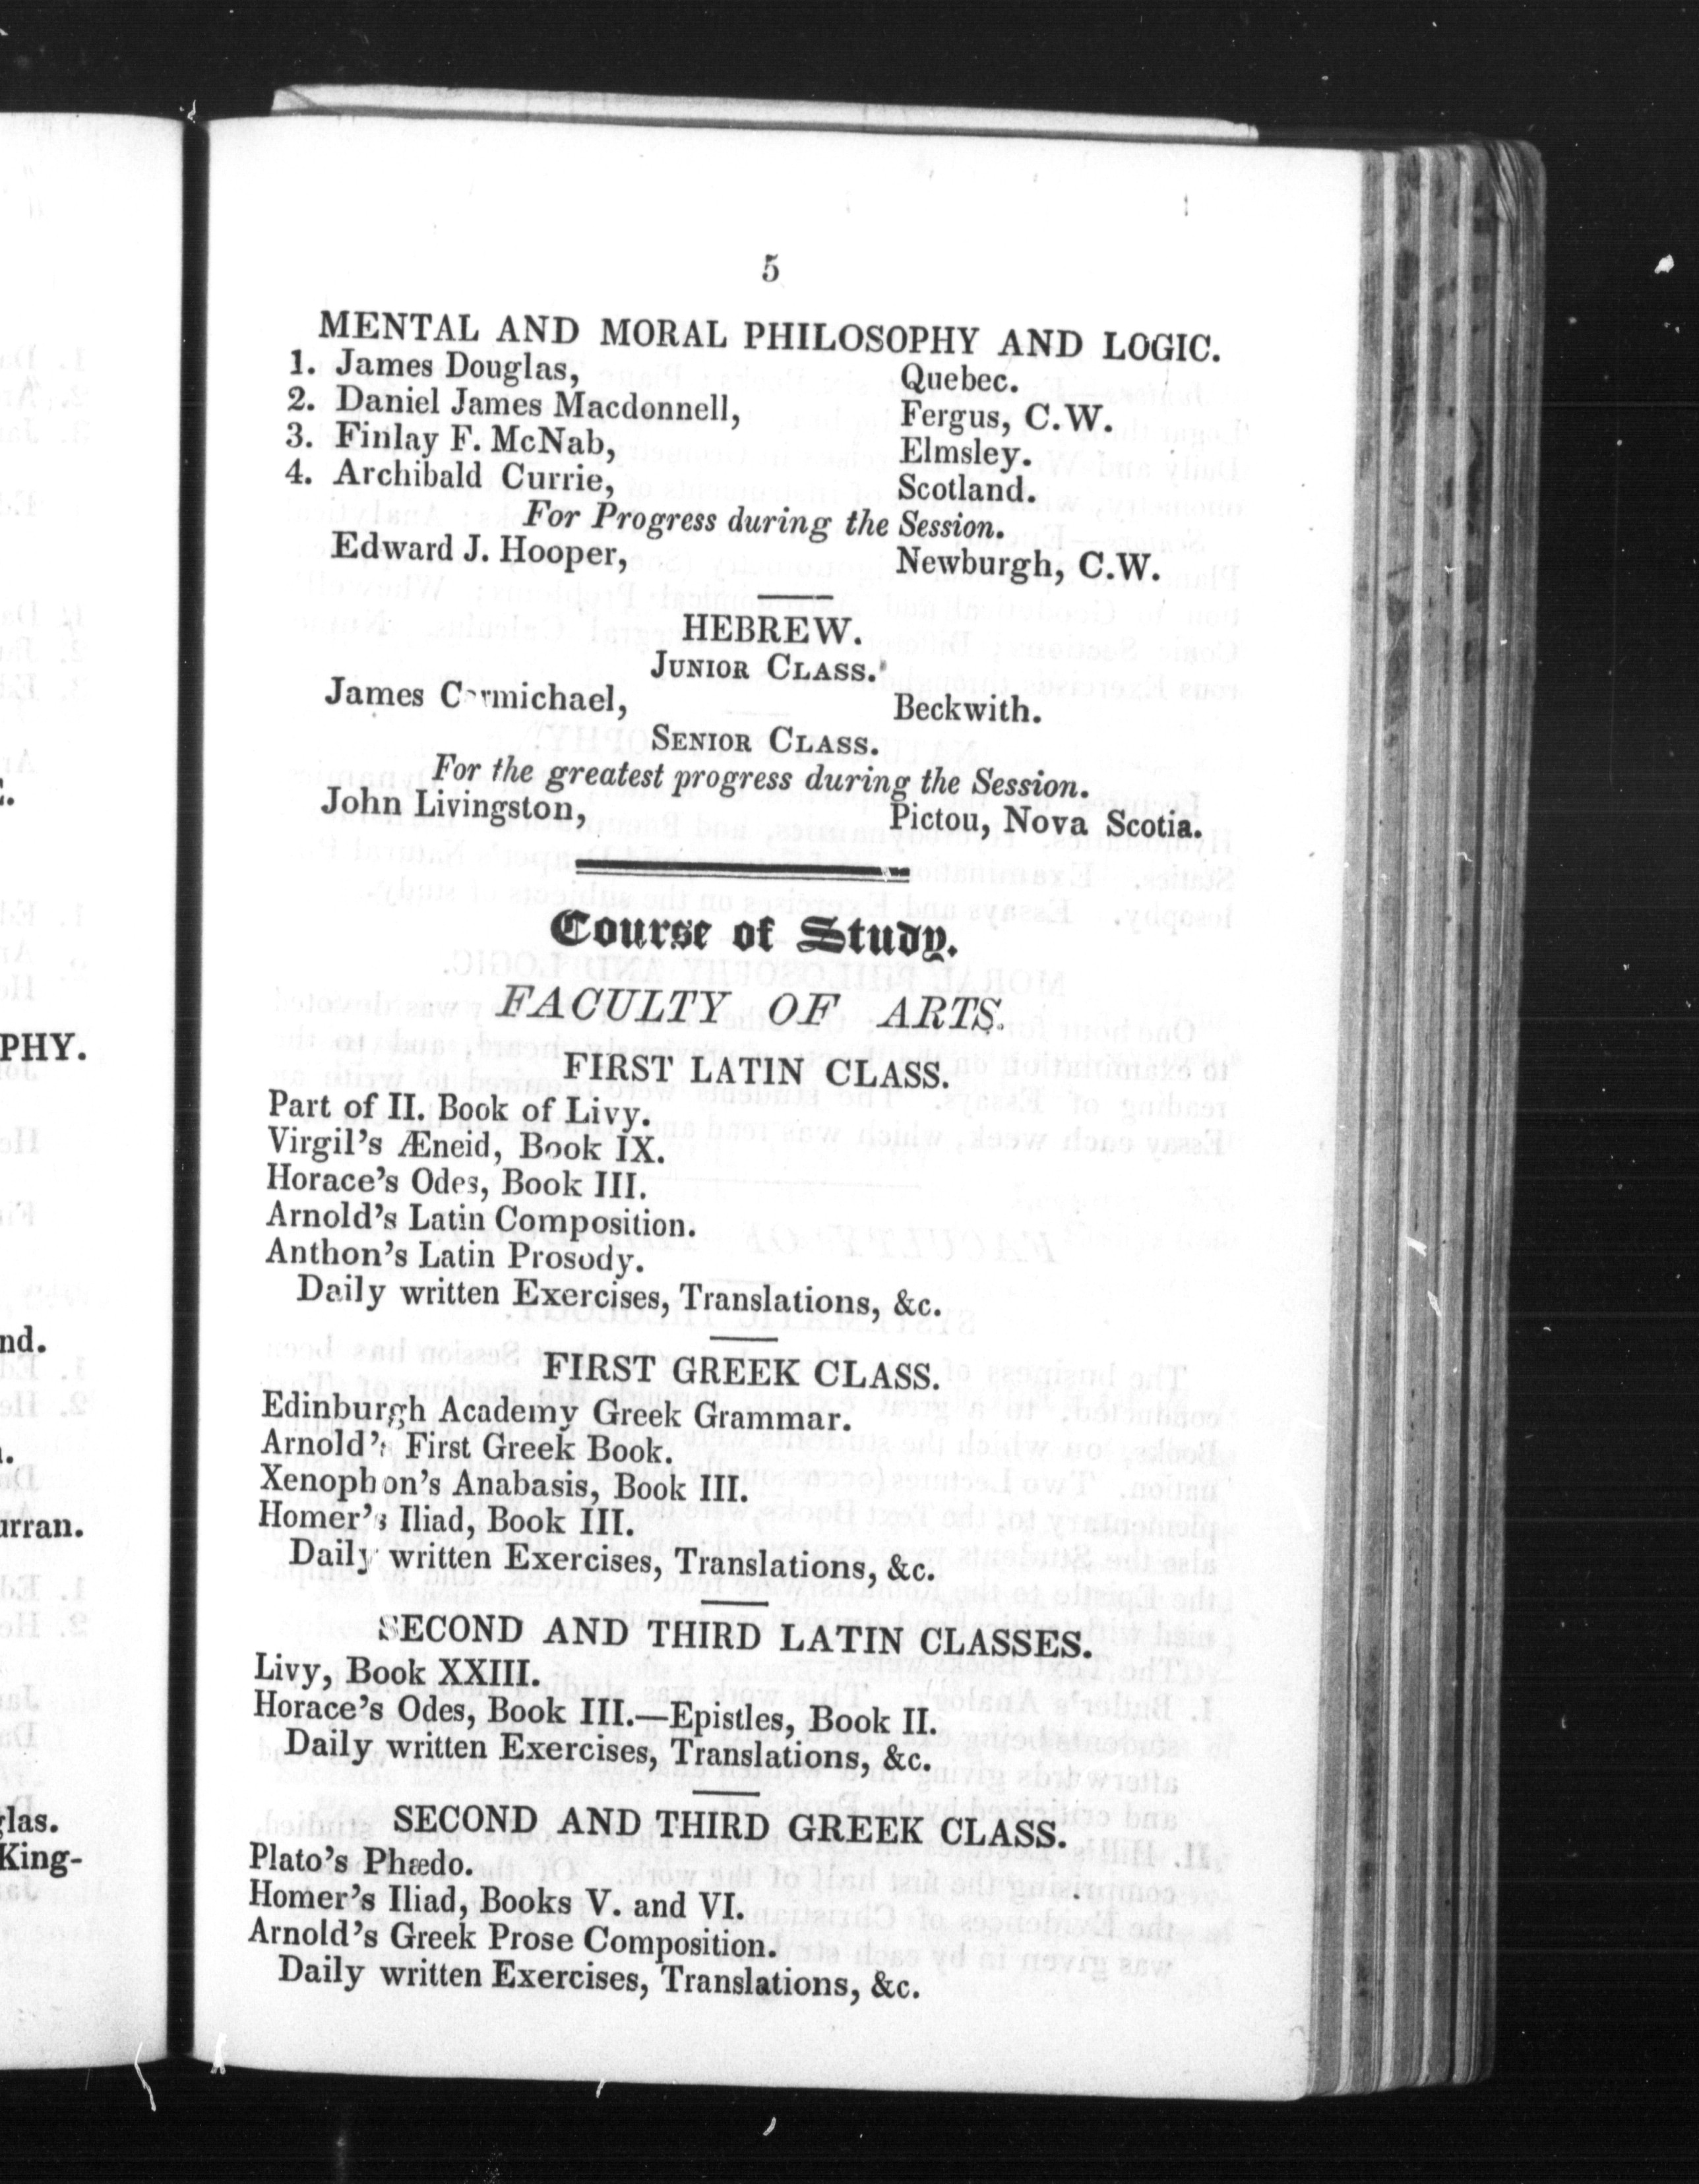 5
MENTAL AND MORAL PHILOSOPHY AND LOGIC.
1. James Douglas, Quebec.
2. Daniel James Macdonnell, Fergus, C.W.
3. Finlay F. McNab, Elmsley.
4. Archibald Currie, Scotland.
For Progress during the Session.
Edward J. Hooper, Newburgh, C.W.
HEBREW.
JUNIOR CLASS.
James Carmichael, Beckwith.
SENIOR CLASS.
For the greatest progress during the Session.
John Livingston, Pictou, Nova Scotia.
Course of Study.
FACULTY OF ARTS.
FIRST LATIN CLASS.
Part of II. Book of Livy.
Virgil's Æneid, Book IX.
Horace's Odes, Book III.
Arnold's Latin Composition.
Anthon's Latin Prosody.
Daily written Exercises, Translations, &c.
FIRST GREEK CLASS.
Edinburgh Academy Greek Grammar.
Arnold's First Greek Book.
Xenophon's Anabasis, Book III.
Homer's Iliad, Book III.
Daily written Exercises, Translations, &c.
SECOND AND THIRD LATIN CLASSES.
Livy, Book XXIII.
Horace's Odes, Book III.—Epistles, Book II.
Daily written Exercises, Translations, &c.
SECOND AND THIRD GREEK CLASS.
Plato's Phædo.
Homer's Iliad, Books V. and VI.
Arnold's Greek Prose Composition.
Daily written Exercises, Translations, &c.